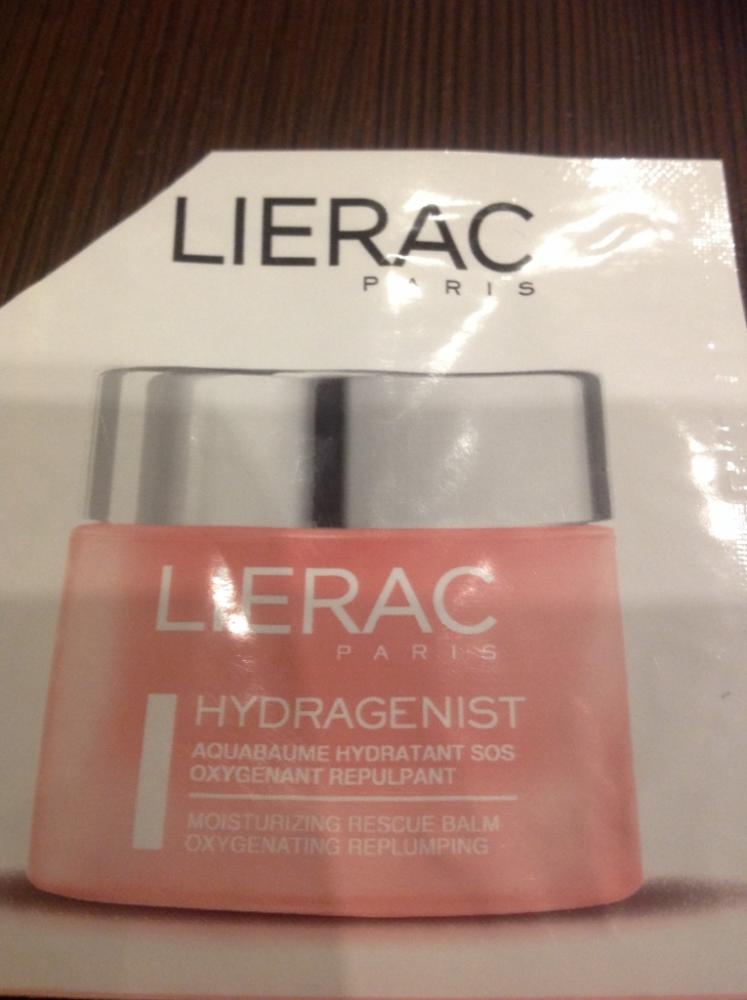 LIERAC
PARIS
LIERAC
PARIS
HYDRAGENIST
AQUABAUME HYDRATANT SOS
OXYGÉNANT REPULPANT
MOISTURIZING RESCUE BALM
OXYGENATING REPLUMPING